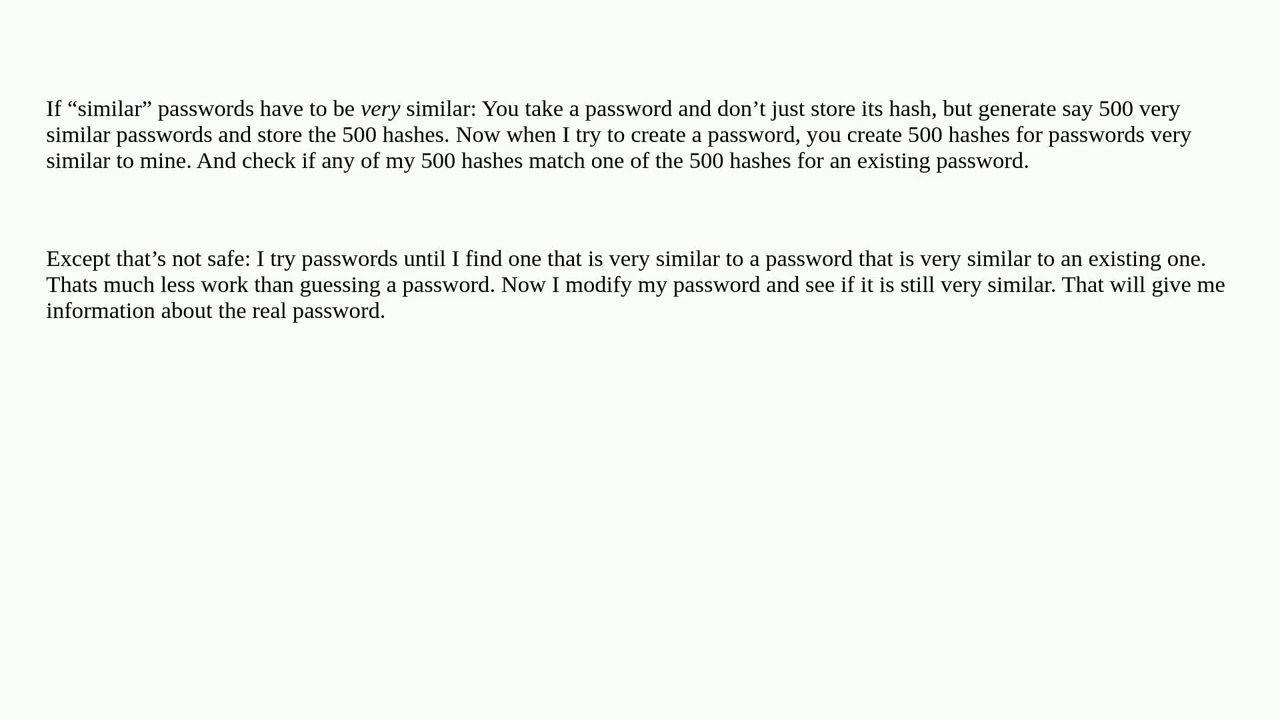 If “similar” passwords have to be very similar: You take a password and don’t just store its hash, but generate say 500 very
similar passwords and store the 500 hashes. Now when I try to create a password, you create 500 hashes for passwords very
similar to mine. And check if any of my 500 hashes match one of the 500 hashes for an existing password.
Except that’s not safe: I try passwords until I find one that is very similar to a password that is very similar to an existing one.
Thats much less work than guessing a password. Now I modify my password and see if it is still very similar. That will give me
information about the real password.